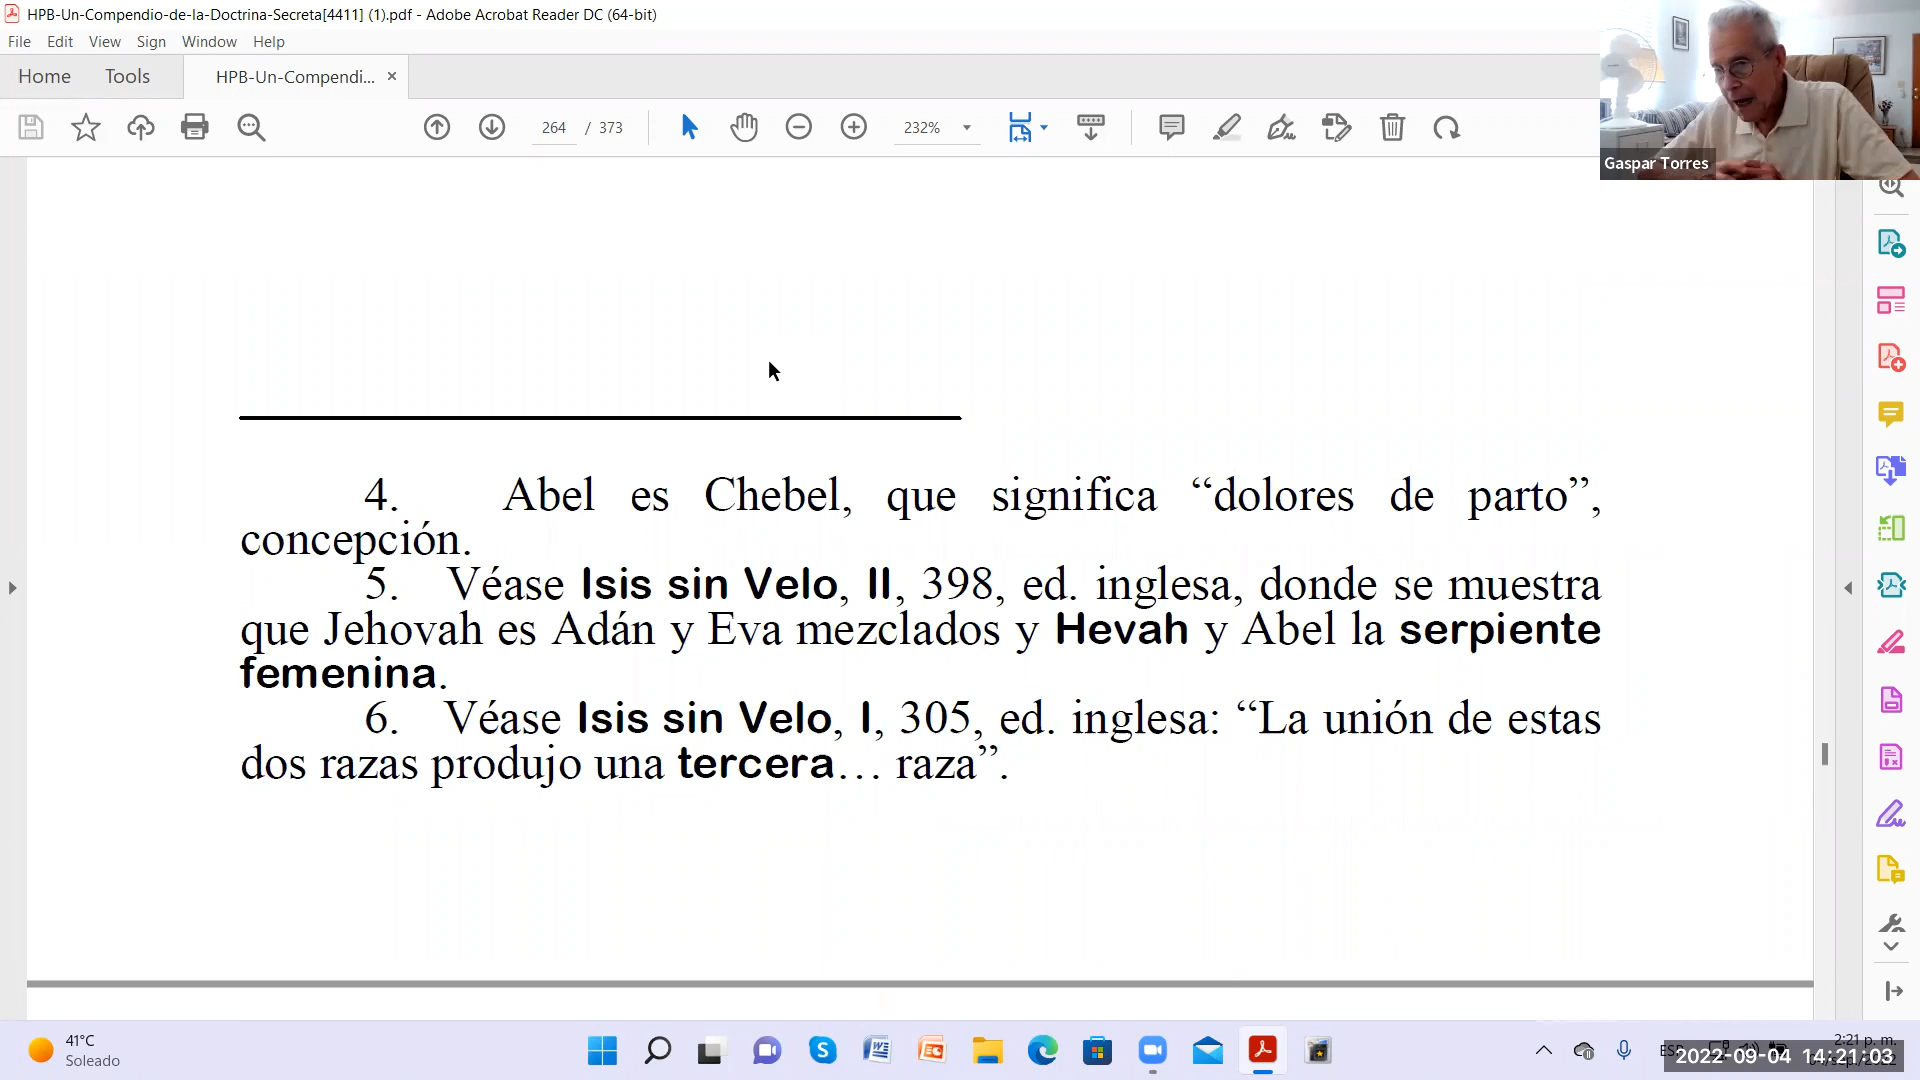 HPB-Un-Compendio-de-la-Doctrina-Secreta[4411] (1).pdf - Adobe Acrobat Reader DC (64-bit)
File Edit View Sign Window Help
Home Tools HPB-Un-Compendi... ×
264 / 373 232%
Gaspar Torres
4. Abel es Chebel, que significa “dolores de parto”,
concepción.
5. Véase Isis sin Velo, II, 398, ed. inglesa, donde se muestra
que Jehovah es Adán y Eva mezclados y Hevah y Abel la serpiente
femenina.
6. Véase Isis sin Velo, I, 305, ed. inglesa: “La unión de estas
dos razas produjo una tercera… raza”.
41°C
Soleado
2:21 p. m.
2022-09-04 14:21:03